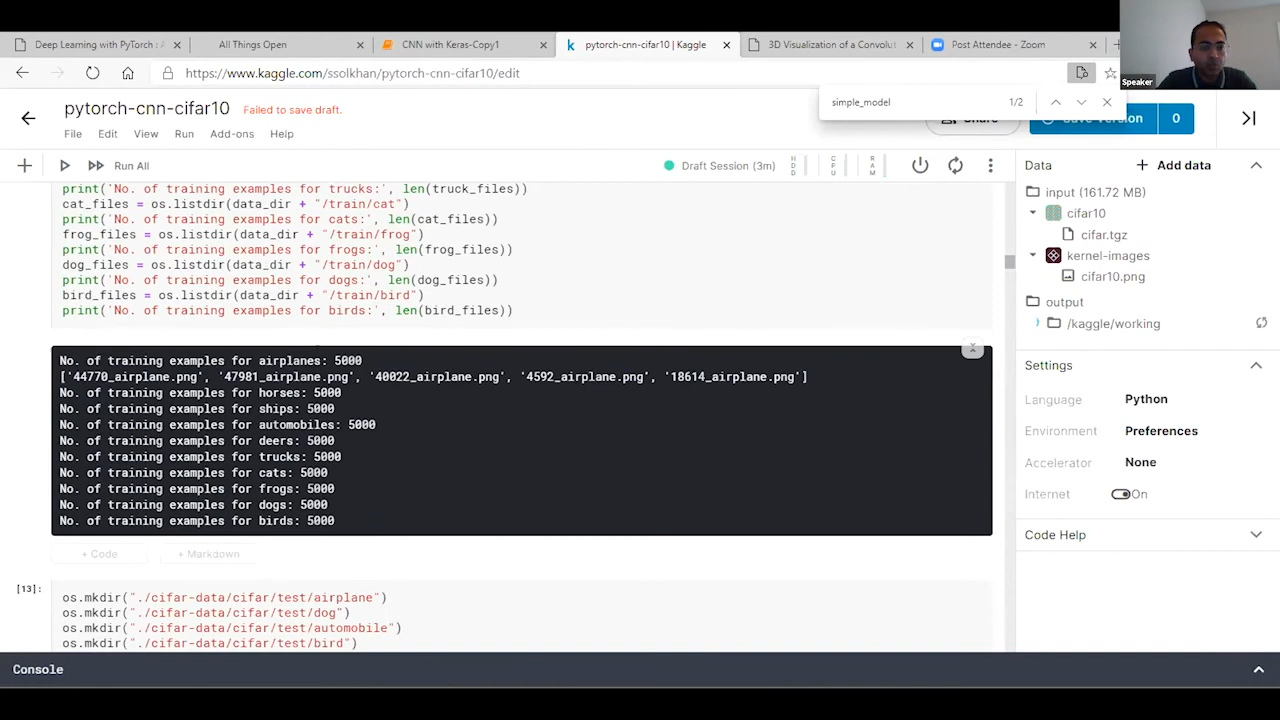 Deep Learning with PyTorch : A
All Things Open
CNN with Keras-Copy1
pytorch-cnn-cifar10 | Kaggle
3D Visualization of a Convolut
Post Attendee - Zoom
https://www.kaggle.com/ssolkhan/pytorch-cnn-cifar10/edit
Speaker
simple_model 1/2
pytorch-cnn-cifar10 Failed to save draft.
Share
Save Version 0
File Edit View Run Add-ons Help
Run All
Draft Session (3m)
HDD
CPU
RAM
print('No. of training examples for trucks:', len(truck_files))
cat_files = os.listdir(data_dir + "/train/cat")
print('No. of training examples for cats:', len(cat_files))
frog_files = os.listdir(data_dir + "/train/frog")
print('No. of training examples for frogs:', len(frog_files))
dog_files = os.listdir(data_dir + "/train/dog")
print('No. of training examples for dogs:', len(dog_files))
bird_files = os.listdir(data_dir + "/train/bird")
print('No. of training examples for birds:', len(bird_files))
No. of training examples for airplanes: 5000
['44770_airplane.png', '47981_airplane.png', '40022_airplane.png', '4592_airplane.png', '18614_airplane.png']
No. of training examples for horses: 5000
No. of training examples for ships: 5000
No. of training examples for automobiles: 5000
No. of training examples for deers: 5000
No. of training examples for trucks: 5000
No. of training examples for cats: 5000
No. of training examples for frogs: 5000
No. of training examples for dogs: 5000
No. of training examples for birds: 5000
+ Code + Markdown
[13]:
os.mkdir("./cifar-data/cifar/test/airplane")
os.mkdir("./cifar-data/cifar/test/dog")
os.mkdir("./cifar-data/cifar/test/automobile")
os.mkdir("./cifar-data/cifar/test/bird")
Console
Data + Add data
input (161.72 MB)
cifar10
cifar.tgz
kernel-images
cifar10.png
output
/kaggle/working
Settings
Language Python
Environment Preferences
Accelerator None
Internet On
Code Help